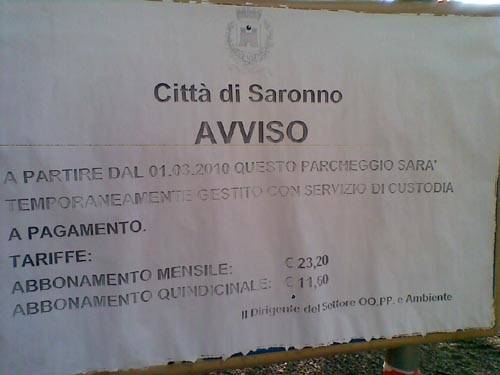 Città di Saronno
AVVISO
A PARTIRE DAL 01.03.2010 QUESTO PARCHEGGIO SARA'
TEMPORANEAMENTE GESTITO CON SERVIZIO DI CUSTODIA
A PAGAMENTO.
TARIFFE:
ABBONAMENTO MENSILE: € 23,20
ABBONAMENTO QUINDICINALE: € 11,60
Il Dirigente del Settore OO.PP. e Ambiente